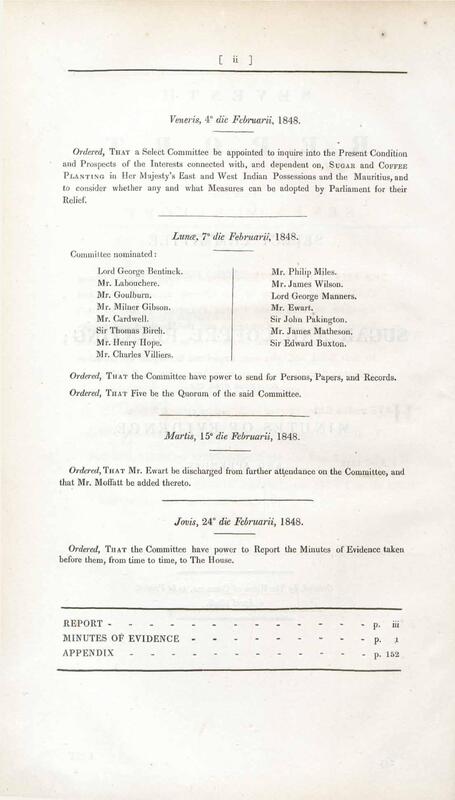 [ ii ]
Veneris, 4° die Februarii, 1848.
Ordered, THAT a Select Committee be appointed to inquire into the Present Condition
and Prospects of the Interests connected with, and dependent on, SUGAR and COFFEE
PLANTING in Her Majesty's East and West Indian Possessions and the Mauritius, and
to consider whether any and what Measures can be adopted by Parliament for their
Relief.
Lunæ, 7° die Februarii, 1848.
Committee nominated:
Lord George Bentinck.
Mr. Labouchere.
Mr. Goulburn.
Mr. Milner Gibson.
Mr. Cardwell.
Sir Thomas Birch.
Mr. Henry Hope.
Mr. Charles Villiers.
Mr. Philip Miles.
Mr. James Wilson.
Lord George Manners.
Mr. Ewart.
Sir John Pakington.
Mr. James Matheson.
Sir Edward Buxton.
Ordered, THAT the Committee have power to send for Persons, Papers, and Records.
Ordered, THAT Five be the Quorum of the said Committee.
Martis, 15° die Februarii, 1848.
Ordered, THAT Mr. Ewart be discharged from further attendance on the Committee, and
that Mr. Moffatt be added thereto.
Jovis, 24° die Februarii, 1848.
Ordered, THAT the Committee have power to Report the Minutes of Evidence taken
before them, from time to time, to The House.
REPORT - - - - - - - - - - - - - p. iii
MINUTES OF EVIDENCE - - - - - - - - - p. 1
APPENDIX - - - - - - - - - - - - p. 152